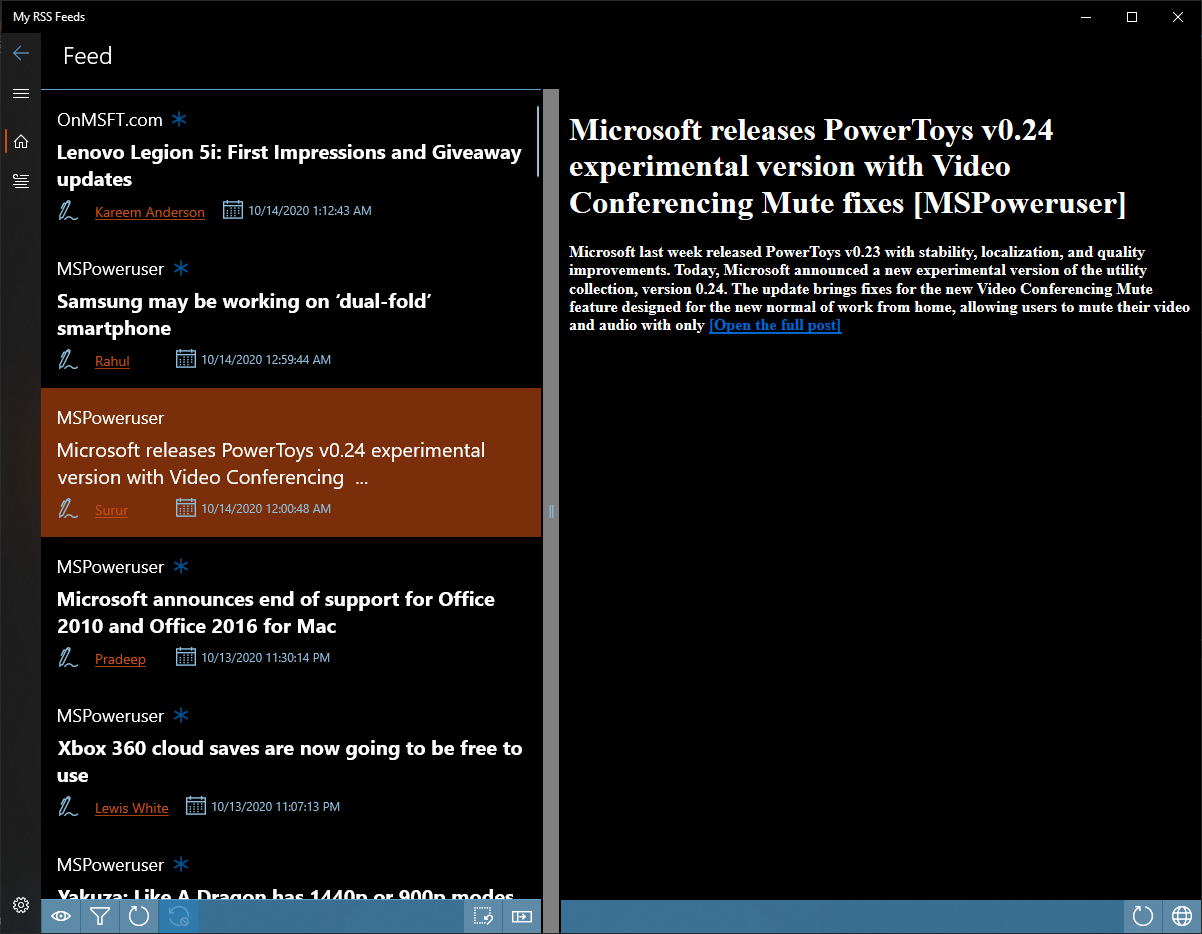 My RSS Feeds
Feed
OnMSFT.com
Lenovo Legion 5i: First Impressions and Giveaway
updates
Kareem Anderson 10/14/2020 1:12:43 AM
MSPoweruser
Samsung may be working on ‘dual-fold’
smartphone
Rahul 10/14/2020 12:59:44 AM
MSPoweruser
Microsoft releases PowerToys v0.24 experimental
version with Video Conferencing ...
Surur 10/14/2020 12:00:48 AM
MSPoweruser
Microsoft announces end of support for Office
2010 and Office 2016 for Mac
Pradeep 10/13/2020 11:30:14 PM
MSPoweruser
Xbox 360 cloud saves are now going to be free to
use
Lewis White 10/13/2020 11:07:13 PM
MSPoweruser
Yakuza: Like A Dragon has 1440p or 900p modes
Microsoft releases PowerToys v0.24
experimental version with Video
Conferencing Mute fixes [MSPoweruser]
Microsoft last week released PowerToys v0.23 with stability, localization, and quality
improvements. Today, Microsoft announced a new experimental version of the utility
collection, version 0.24. The update brings fixes for the new Video Conferencing Mute
feature designed for the new normal of work from home, allowing users to mute their video
and audio with only [Open the full post]